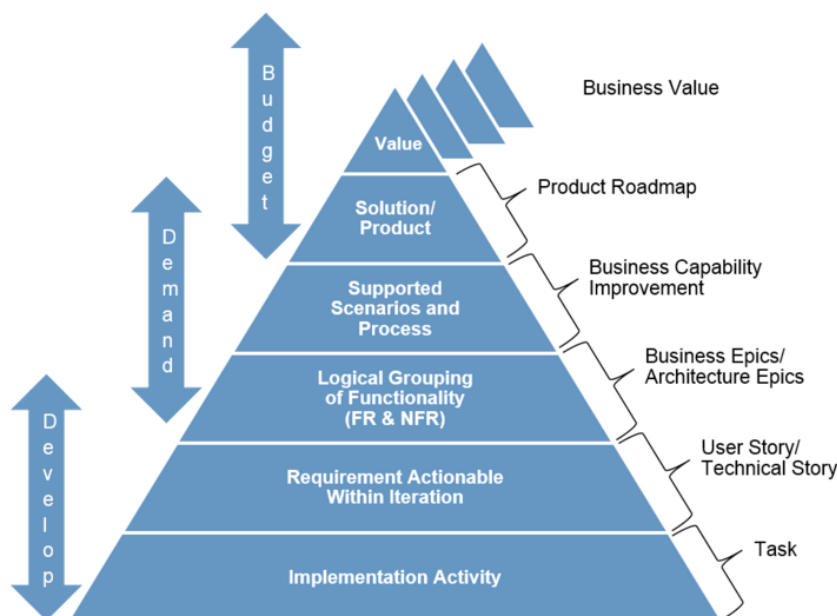 Budget
Demand
Develop
Value
Solution/
Product
Supported
Scenarios and
Process
Logical Grouping
of Functionality
(FR & NFR)
Requirement Actionable
Within Iteration
Implementation Activity
Business Value
Product Roadmap
Business Capability
Improvement
Business Epics/
Architecture Epics
User Story/
Technical Story
Task